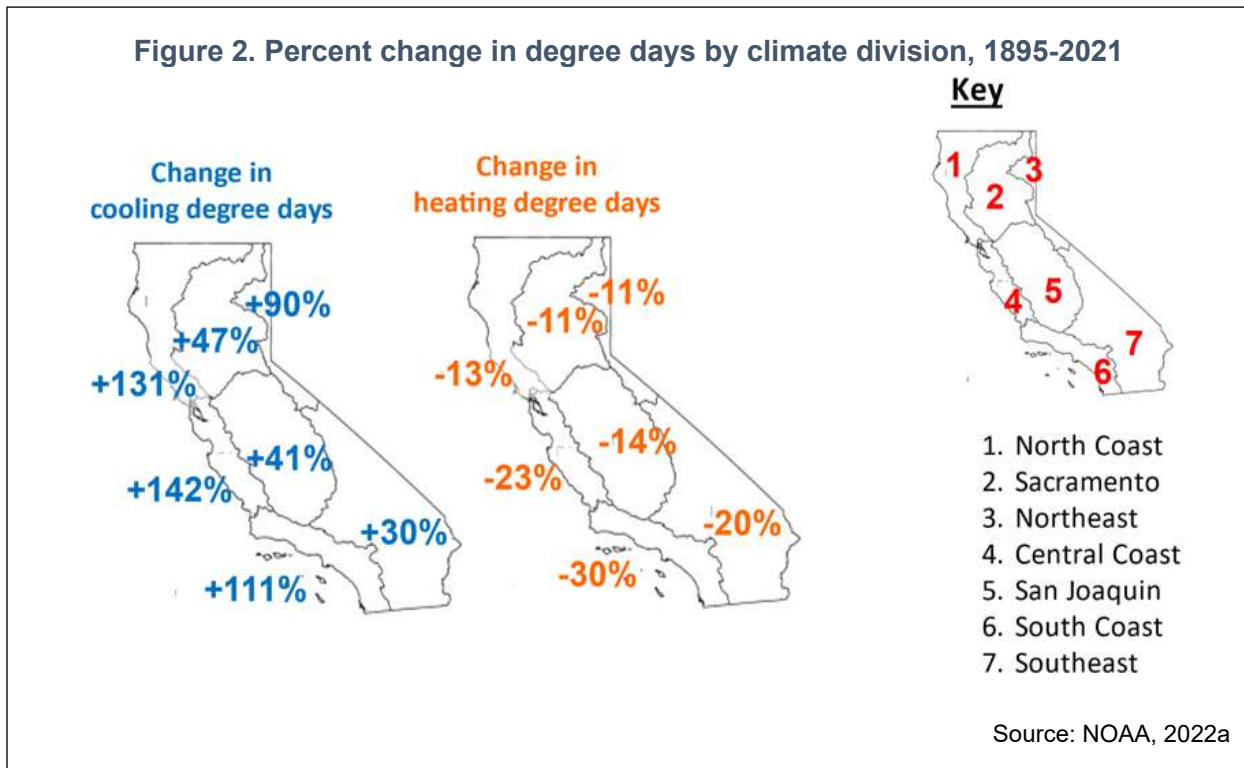 Figure 2. Percent change in degree days by climate division, 1895-2021
Change in
cooling degree days
+90%
+47%
+131%
+41%
+142%
+30%
+111%
Change in
heating degree days
-11%
-11%
-13%
-14%
-23%
-20%
-30%
Key
1
2
3
4
5
6
7
1. North Coast
2. Sacramento
3. Northeast
4. Central Coast
5. San Joaquin
6. South Coast
7. Southeast
Source: NOAA, 2022a